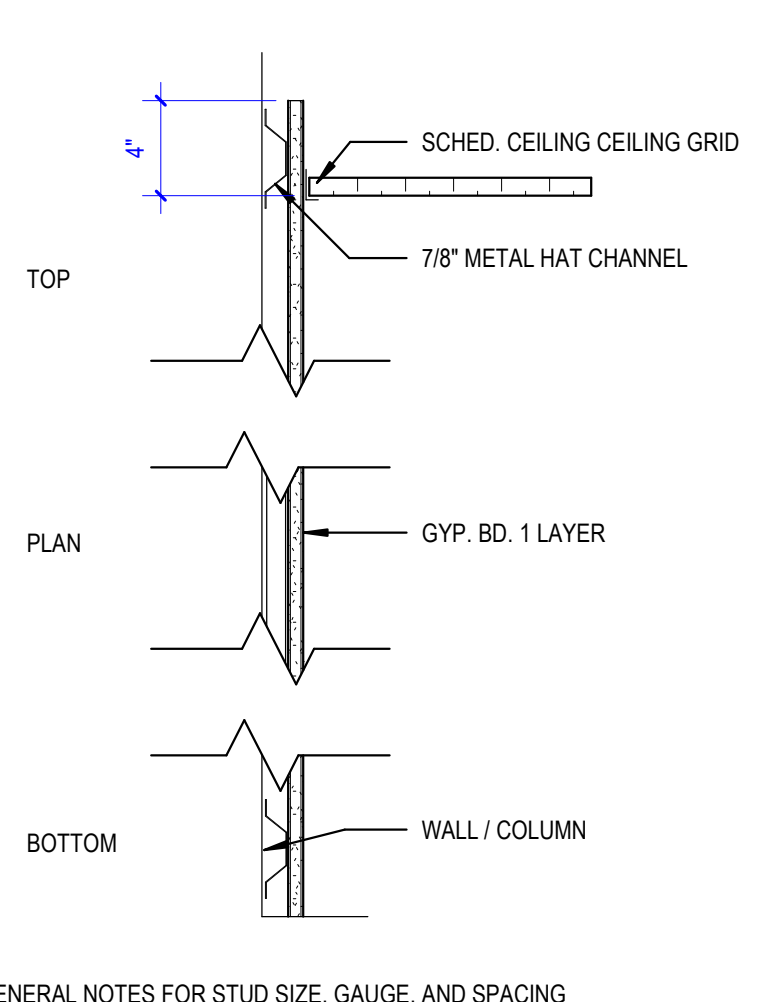 4"
SCHED. CEILING CEILING GRID
7/8" METAL HAT CHANNEL
TOP
PLAN
GYP. BD. 1 LAYER
BOTTOM
WALL / COLUMN
ENERAL NOTES FOR STUD SIZE, GAUGE, AND SPACING